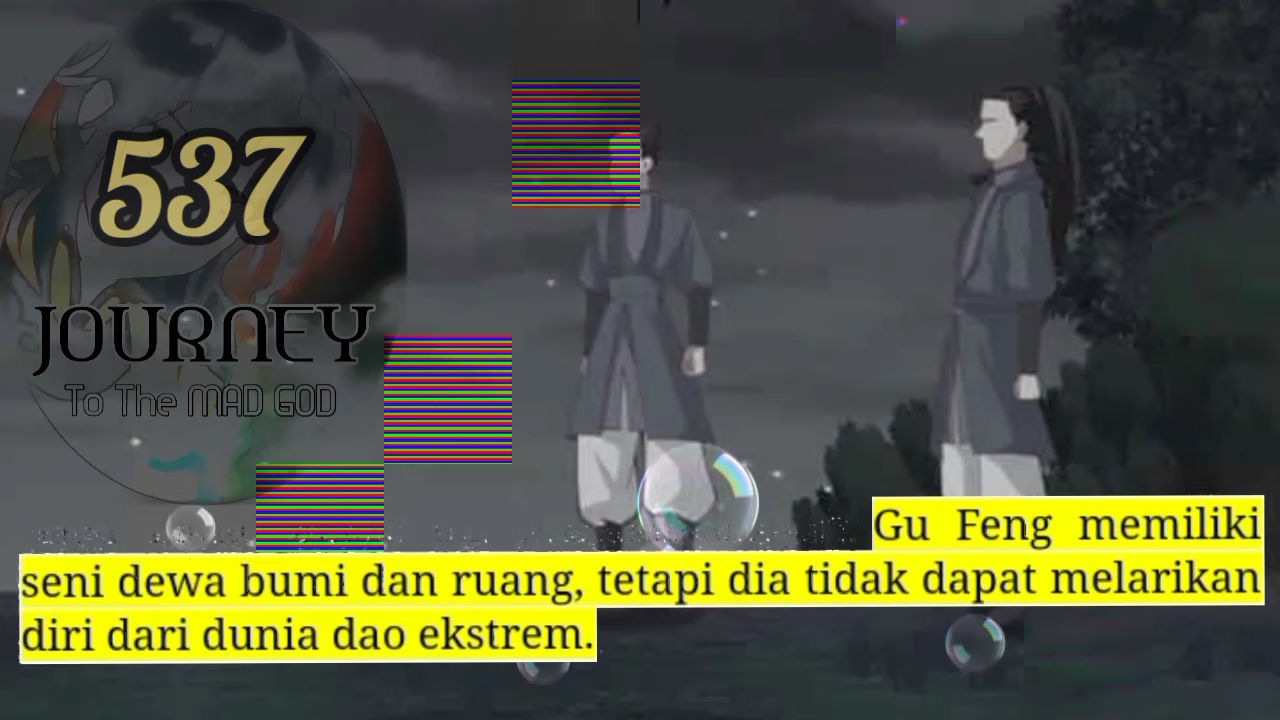 537
JOURNEY
To The MAD GOD
Gu Feng memiliki
seni dewa bumi dan ruang, tetapi dia tidak dapat melarikan
diri dari dunia dao ekstrem.